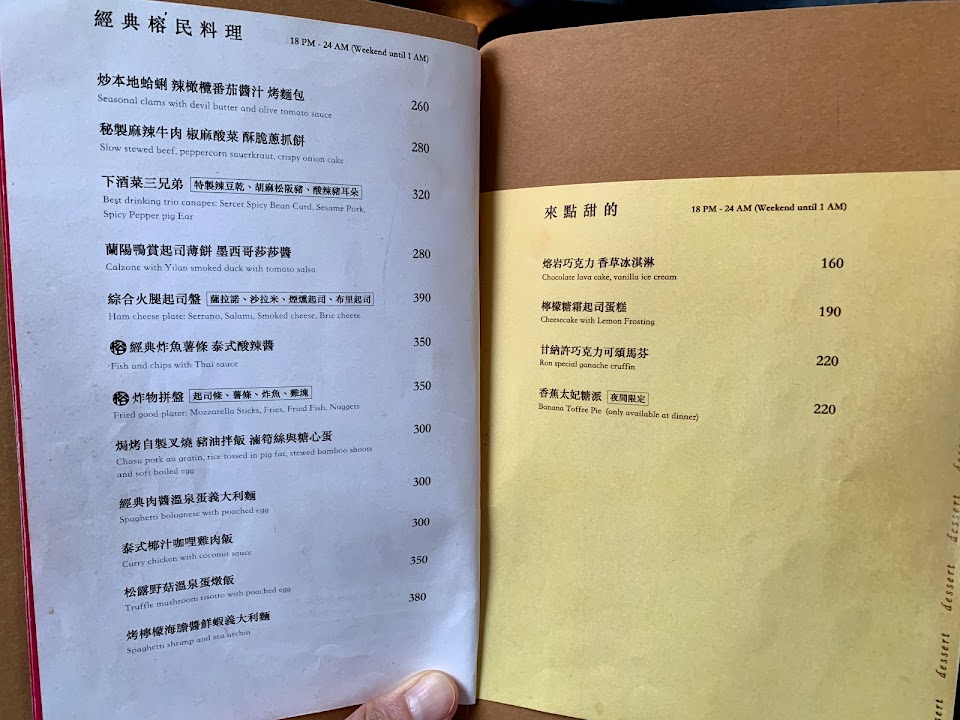 經典榕民料理
18 PM - 24 AM (Weekend until 1 AM)
炒本地蛤蜊 辣橄欖番茄醬汁 烤麵包
Seasonal clams with devil butter and olive tomato sauce
260
秘製麻辣牛肉 椒麻酸菜 酥脆蔥抓餅
Slow stewed beef, peppercorn sauerkraut, crispy onion cake
280
下酒菜三兄弟 特製辣豆乾、胡麻松阪豬、酸辣豬耳朵
Best drinking trio canapes: Sercet Spicy Bean Curd, Sesame Pork,
Spicy Pepper pig Ear
320
蘭陽鴨賞起司薄餅 墨西哥莎莎醬
Calzone with Yilan smoked duck with tomato salsa
280
綜合火腿起司盤 薩拉諾、沙拉米、煙燻起司、布里起司
Ham cheese plate: Serrano, Salami, Smoked cheese, Brie cheese
390
榕 經典炸魚薯條 泰式酸辣醬
Fish and chips with Thai sauce
350
榕 炸物拼盤 起司條、薯條、炸魚、雞塊
Fried good plater: Mozzarella Sticks, Fries, Fried Fish, Nuggets
350
焗烤自製叉燒 豬油拌飯 滷筍絲與糖心蛋
Chasu pork au gratin, rice tossed in pig fat, stewed bamboo shoots
and soft boiled egg
300
經典肉醬溫泉蛋義大利麵
Spaghetti bolognese with poached egg
300
泰式椰汁咖哩雞肉飯
Curry chicken with coconut sauce
300
松露野菇溫泉蛋燉飯
Truffle mushroom risotto with poached egg
350
烤檸檬海膽醬鮮蝦義大利麵
Spaghetti shrimp and sea urchin
380
來點甜的
18 PM - 24 AM (Weekend until 1 AM)
熔岩巧克力 香草冰淇淋
Chocolate lava cake, vanilla ice cream
160
檸檬糖霜起司蛋糕
Cheesecake with Lemon Frosting
190
甘納許巧克力可頌馬芬
Ron special ganache cruffin
220
香蕉太妃糖派 夜間限定
Banana Toffee Pie (only available at dinner)
220
dessert
dessert
dessert
dessert